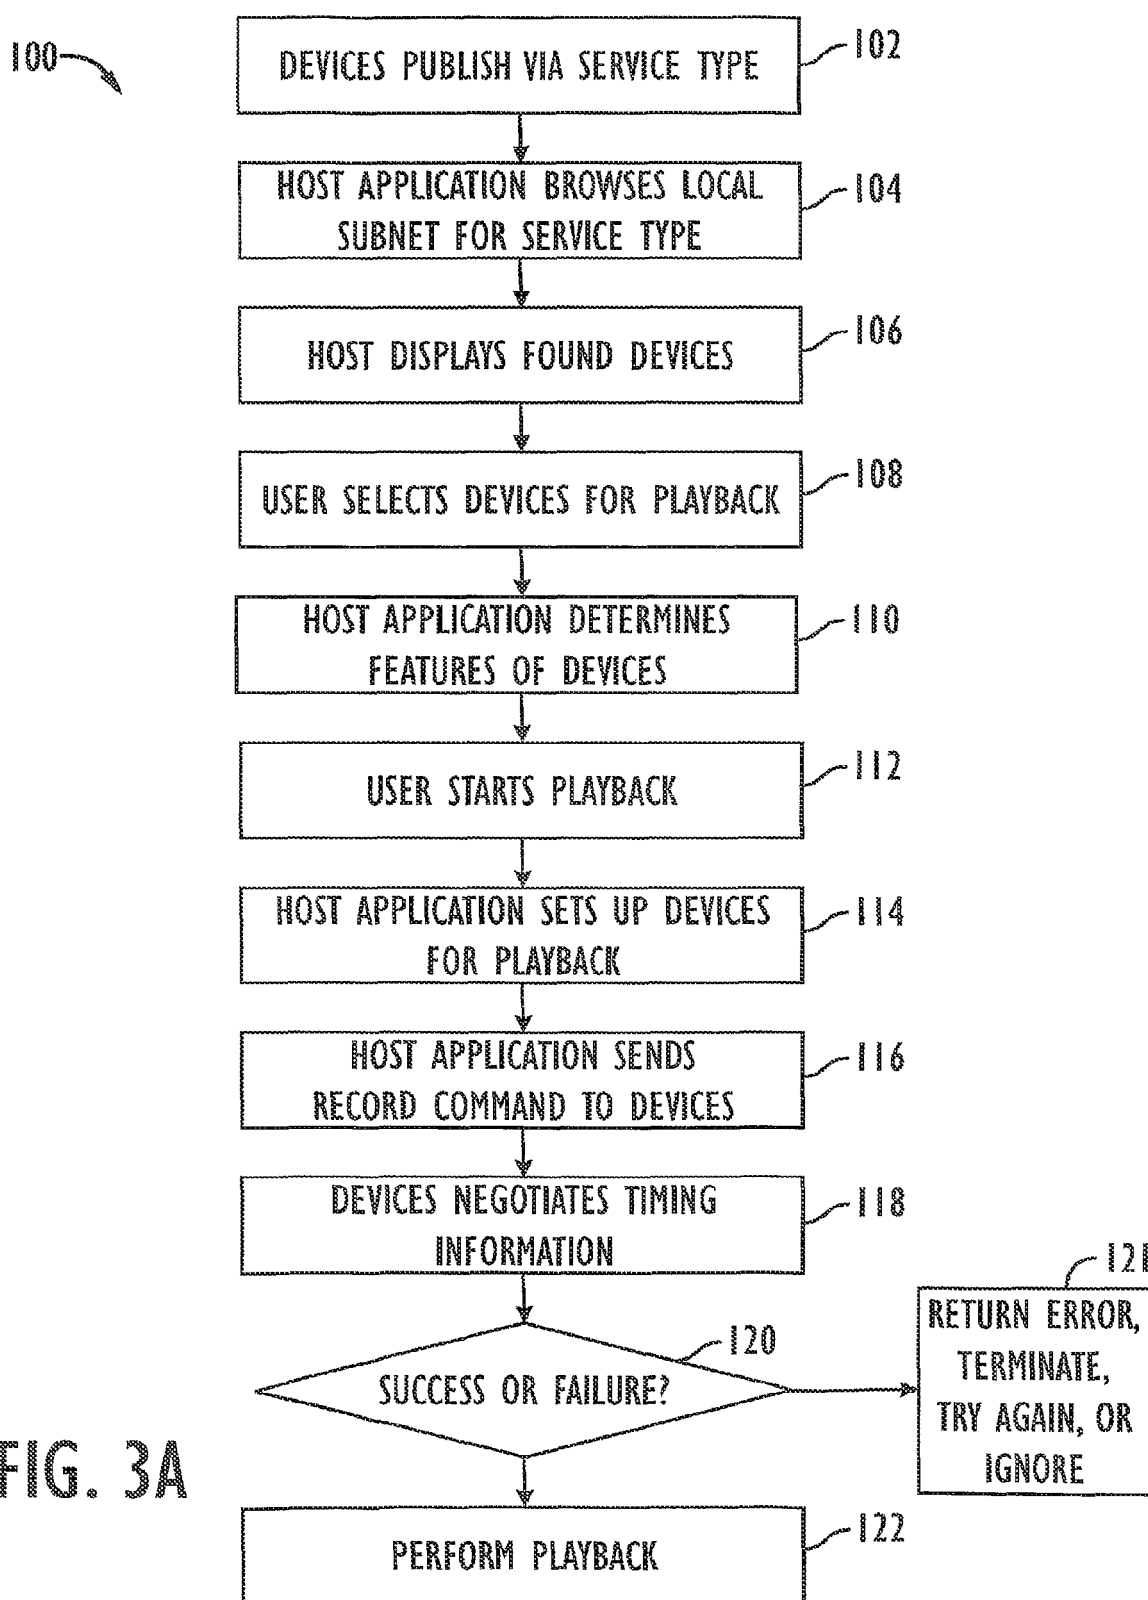 100
DEVICES PUBLISH VIA SERVICE TYPE
102
HOST APPLICATION BROWSES LOCAL
SUBNET FOR SERVICE TYPE
104
HOST DISPLAYS FOUND DEVICES
106
USER SELECTS DEVICES FOR PLAYBACK
108
HOST APPLICATION DETERMINES
FEATURES OF DEVICES
110
USER STARTS PLAYBACK
112
HOST APPLICATION SETS UP DEVICES
FOR PLAYBACK
114
HOST APPLICATION SENDS
RECORD COMMAND TO DEVICES
116
DEVICES NEGOTIATES TIMING
INFORMATION
118
SUCCESS OR FAILURE?
120
121
RETURN ERROR,
TERMINATE,
TRY AGAIN, OR
IGNORE
PERFORM PLAYBACK
122
FIG. 3A